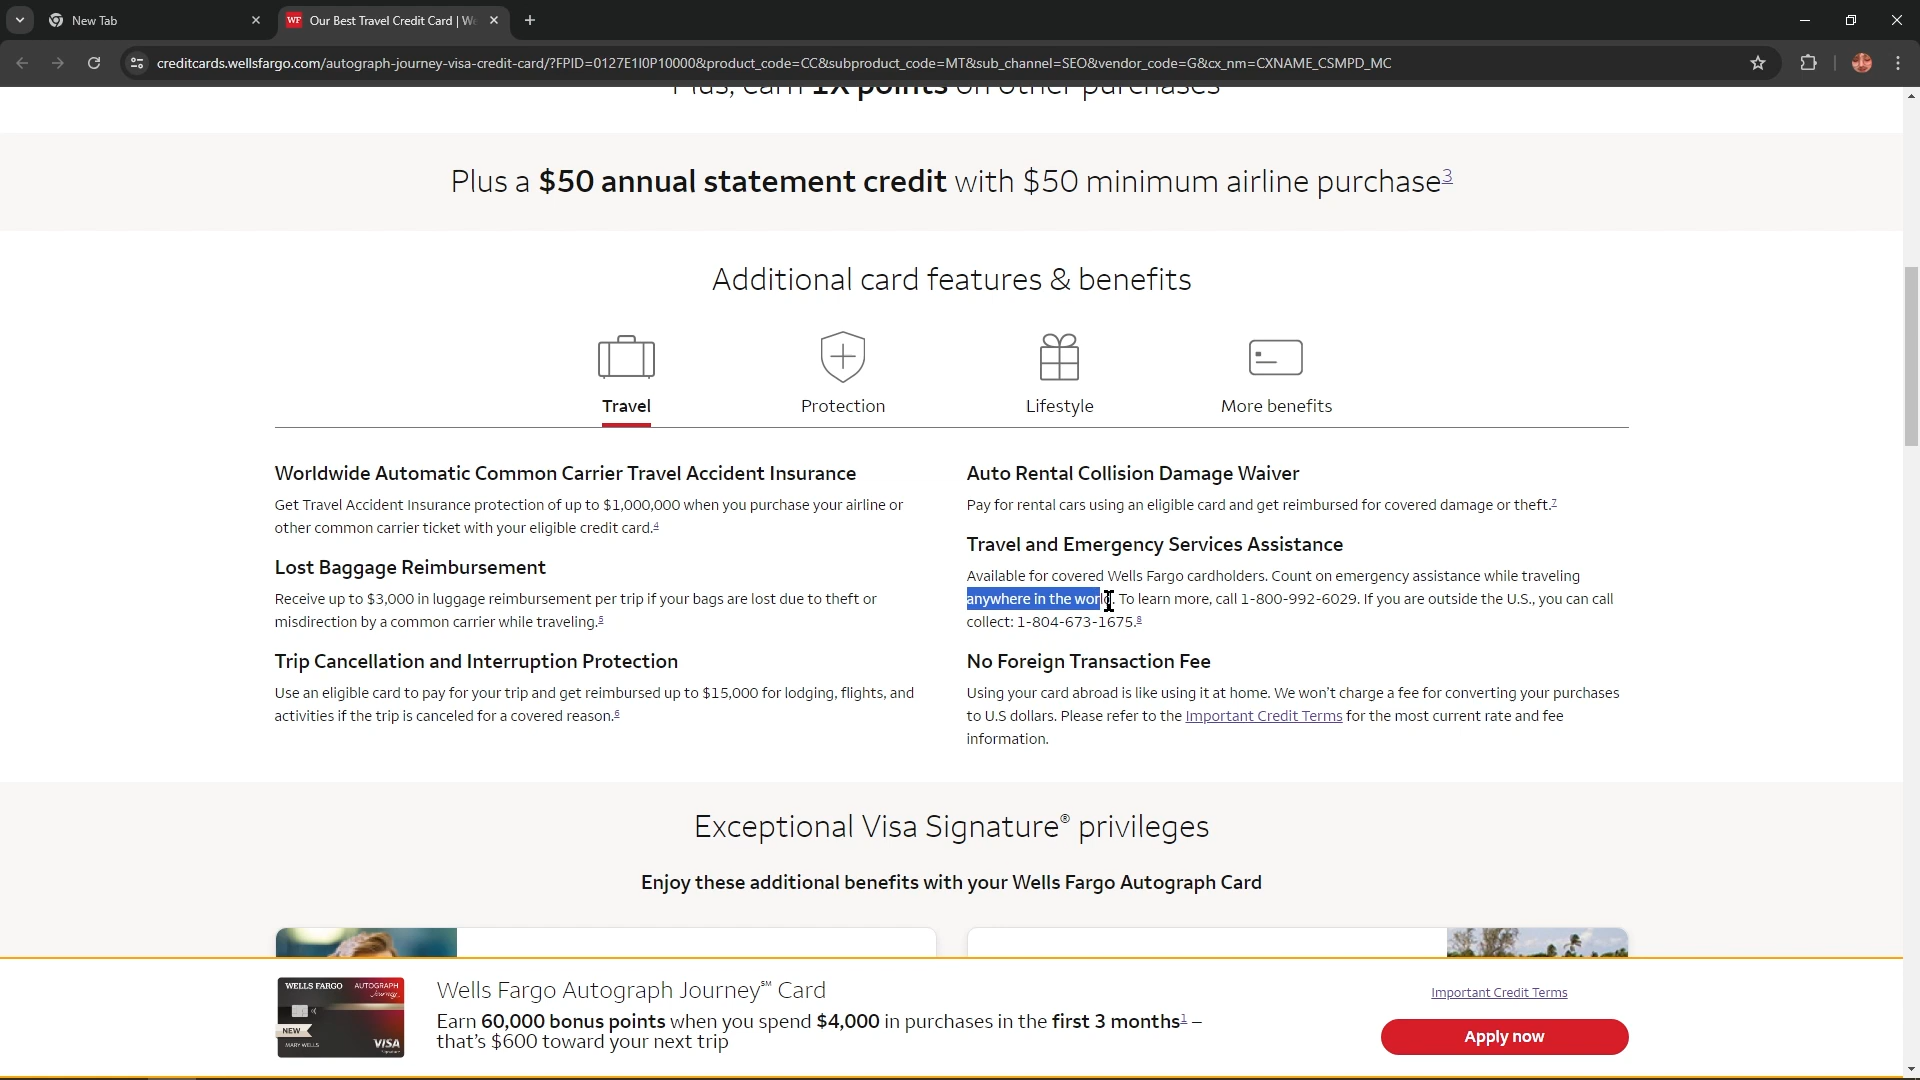 New Tab
Our Best Travel Credit Card | We
creditcards.wellsfargo.com/autograph-journey-visa-credit-card/?FPID=0127E1I0P10000&product_code=CC&subproduct_code=MT&sub_channel=SEO&vendor_code=G&cx_nm=CXNAME_CSMPD_MC
Plus, earn 1X points on other purchases
Plus a $50 annual statement credit with $50 minimum airline purchase3
Additional card features & benefits
Travel
Protection
Lifestyle
More benefits
Worldwide Automatic Common Carrier Travel Accident Insurance
Get Travel Accident Insurance protection of up to $1,000,000 when you purchase your airline or
other common carrier ticket with your eligible credit card.4
Lost Baggage Reimbursement
Receive up to $3,000 in luggage reimbursement per trip if your bags are lost due to theft or
misdirection by a common carrier while traveling.5
Trip Cancellation and Interruption Protection
Use an eligible card to pay for your trip and get reimbursed up to $15,000 for lodging, flights, and
activities if the trip is canceled for a covered reason.6
Auto Rental Collision Damage Waiver
Pay for rental cars using an eligible card and get reimbursed for covered damage or theft.7
Travel and Emergency Services Assistance
Available for covered Wells Fargo cardholders. Count on emergency assistance while traveling
anywhere in the world. To learn more, call 1-800-992-6029. If you are outside the U.S., you can call
collect: 1-804-673-1675.8
No Foreign Transaction Fee
Using your card abroad is like using it at home. We won't charge a fee for converting your purchases
to U.S dollars. Please refer to the Important Credit Terms for the most current rate and fee
information.
Exceptional Visa Signature® privileges
Enjoy these additional benefits with your Wells Fargo Autograph Card
WELLS FARGO AUTOGRAPH
Journey
NEW
MARY WELLS
VISA
Signature
Wells Fargo Autograph Journey℠ Card
Earn 60,000 bonus points when you spend $4,000 in purchases in the first 3 months1 –
that's $600 toward your next trip
Important Credit Terms
Apply now